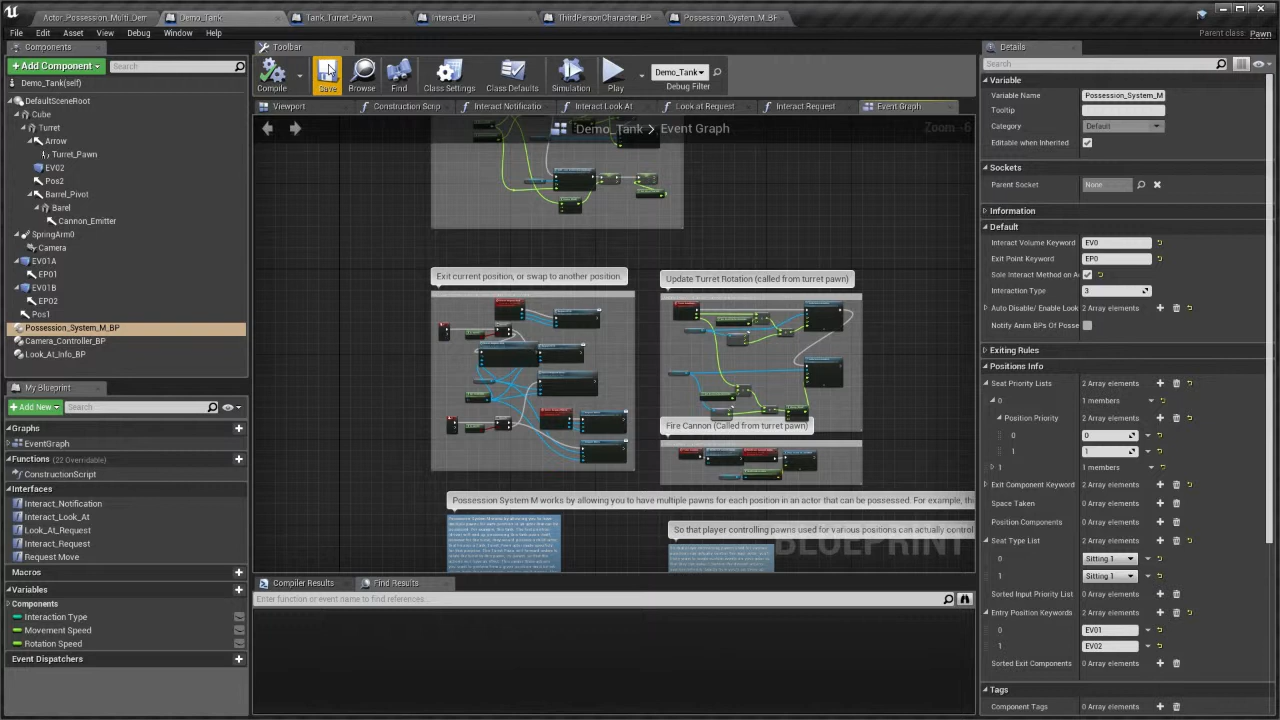 Actor_Possession_Multi_Dem
Demo_Tank
Tank_Turret_Pawn
Interact_BPI
ThirdPersonCharacter_BP
Possession_System_M_BP
File
Edit
Asset
View
Debug
Window
Help
Parent class:
Pawn
Components
Toolbar
Details
+ Add Component
Search
Search
Demo_Tank(self)
DefaultSceneRoot
Cube
Turret
Arrow
Turret_Pawn
EV02
Pos2
Barrel_Pivot
Barel
Cannon_Emitter
SpringArm0
Camera
EV01A
EP01
EV01B
EP02
Pos1
Possession_System_M_BP
Camera_Controller_BP
Look_At_Info_BP
Compile
Save
Browse
Find
Class Settings
Class Defaults
Simulation
Play
Demo_Tank
Debug Filter
Viewport
Construction Scrip
Interact Notificatio
Interact Look At
Look at Request
Interact Request
Event Graph
Demo_Tank > Event Graph
Zoom -6
Exit current position, or swap to another position.
Update Turret Rotation (called from turret pawn)
Fire Cannon (Called from turret pawn)
Possession System M works by allowing you to have multiple pawns for each position in an actor that can be possessed. For example, thi
So that player controlling pawns used for various positions can actually control
My Blueprint
+ Add New
Search
Graphs
EventGraph
Functions (22 Overridable)
ConstructionScript
Interfaces
Interact_Notification
Interact_Look_At
Look_At_Request
Interact_Request
Request Move
Macros
Variables
Components
Interaction Type
Movement Speed
Rotation Speed
Event Dispatchers
Compiler Results
Find Results
Enter function or event name to find references...
Variable
Variable Name
Possession_System_M
Tooltip
Category
Default
Editable when Inherited
Sockets
Parent Socket
None
Information
Default
Interact Volume Keyword
EV0
Exit Point Keyword
EP0
Sole Interact Method on A
Interaction Type
3
Auto Disable/ Enable Look
2 Array elements
Notify Anim BPs Of Posse
Exiting Rules
Positions Info
Seat Priority Lists
2 Array elements
0
1 members
Position Priority
2 Array elements
0
0
1
1
1
1 members
Exit Component Keyword
2 Array elements
Space Taken
0 Array elements
Position Components
0 Array elements
Seat Type List
2 Array elements
0
Sitting 1
1
Sitting 1
Sorted Input Priority List
0 Array elements
Entry Position Keywords
2 Array elements
0
EV01
1
EV02
Sorted Exit Components
0 Array elements
Tags
Component Tags
0 Array elements